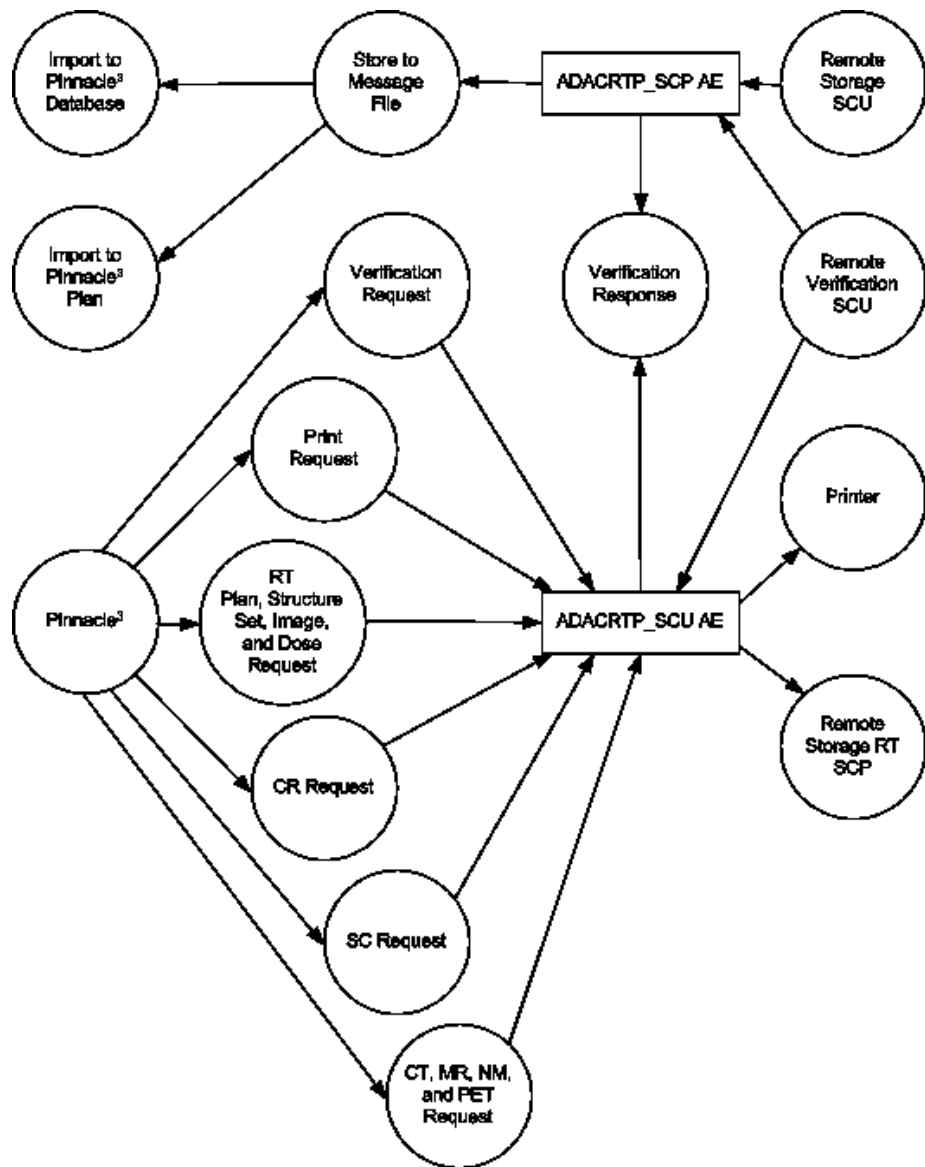 Import to
Pinnacle³
Database
Store to
Message
File
ADACRTP_SCP AE
Remote
Storage
SCU
Import to
Pinnacle³
Plan
Verification
Request
Verification
Response
Remote
Verification
SCU
Print
Request
Printer
Pinnacle³
RT
Plan, Structure
Set, Image,
and Dose
Request
ADACRTP_SCU AE
Remote
Storage RT
SCP
CR Request
SC Request
CT, MR, NM,
and PET
Request